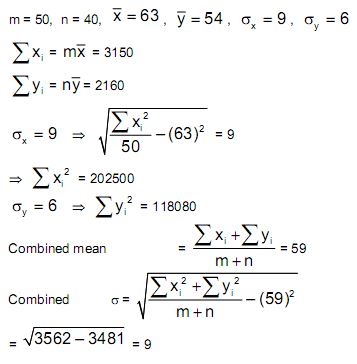 m = 50, n = 40, x̄ = 63, ȳ = 54, σₓ = 9, σᵧ = 6
∑xᵢ = mx̄ = 3150
∑yᵢ = nȳ = 2160
σₓ = 9 ⇒ √(∑xᵢ²/50 − (63)²) = 9
⇒ ∑xᵢ² = 202500
σᵧ = 6 ⇒ ∑yᵢ² = 118080
Combined mean = (∑xᵢ + ∑yᵢ)/(m + n) = 59
Combined σ = √((∑xᵢ² + ∑yᵢ²)/(m + n) − (59)²)
= √(3562 − 3481) = 9